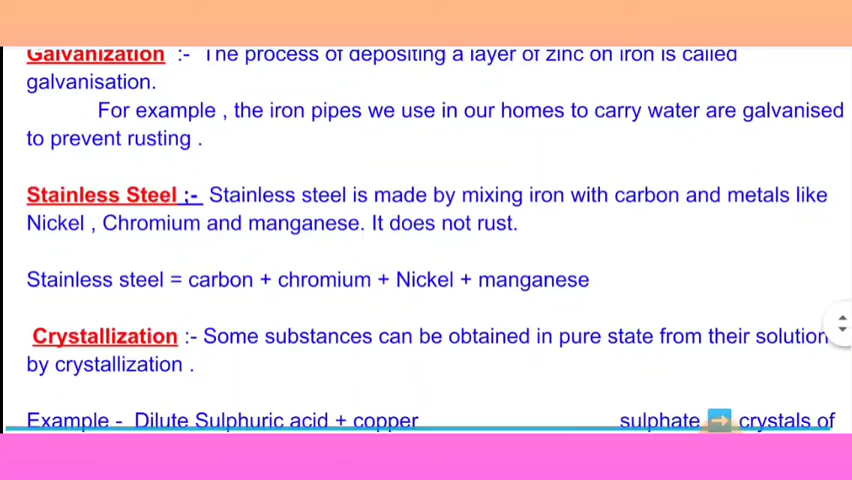 Galvanization :- The process of depositing a layer of zinc on iron is called
galvanisation.
For example , the iron pipes we use in our homes to carry water are galvanised
to prevent rusting .
Stainless Steel ;- Stainless steel is made by mixing iron with carbon and metals like
Nickel , Chromium and manganese. It does not rust.
Stainless steel = carbon + chromium + Nickel + manganese
Crystallization :- Some substances can be obtained in pure state from their solution
by crystallization .
Example - Dilute Sulphuric acid + copper sulphate ➡ crystals of